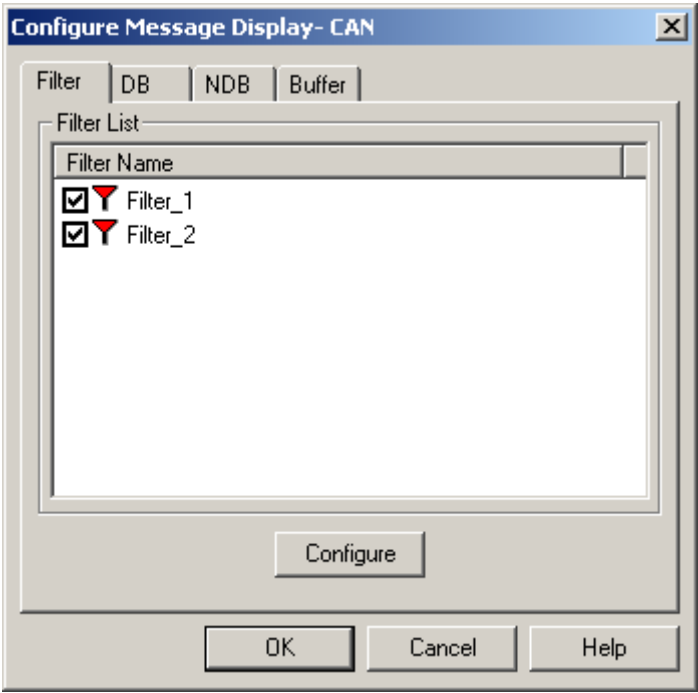 Configure Message Display- CAN
Filter DB NDB Buffer
Filter List
Filter Name
Filter_1
Filter_2
Configure
OK Cancel Help